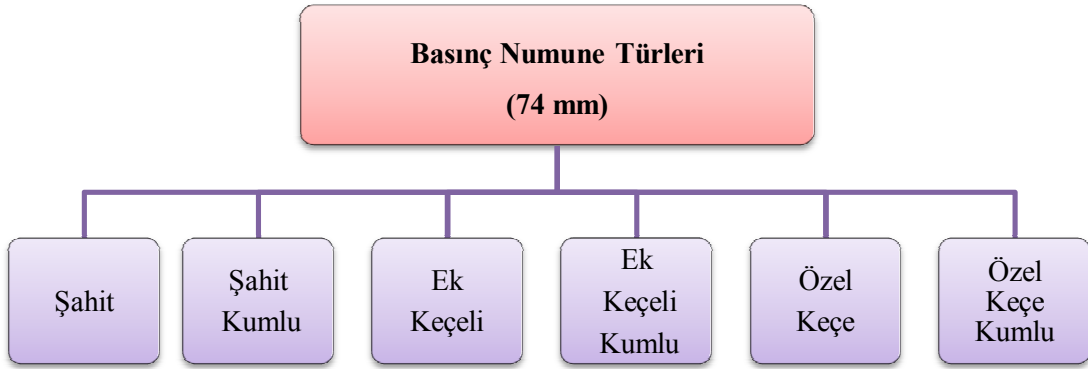 Basınç Numune Türleri
(74 mm)
Şahit
Şahit
Kumlu
Ek
Keçeli
Ek
Keçeli
Kumlu
Özel
Keçe
Özel
Keçe
Kumlu